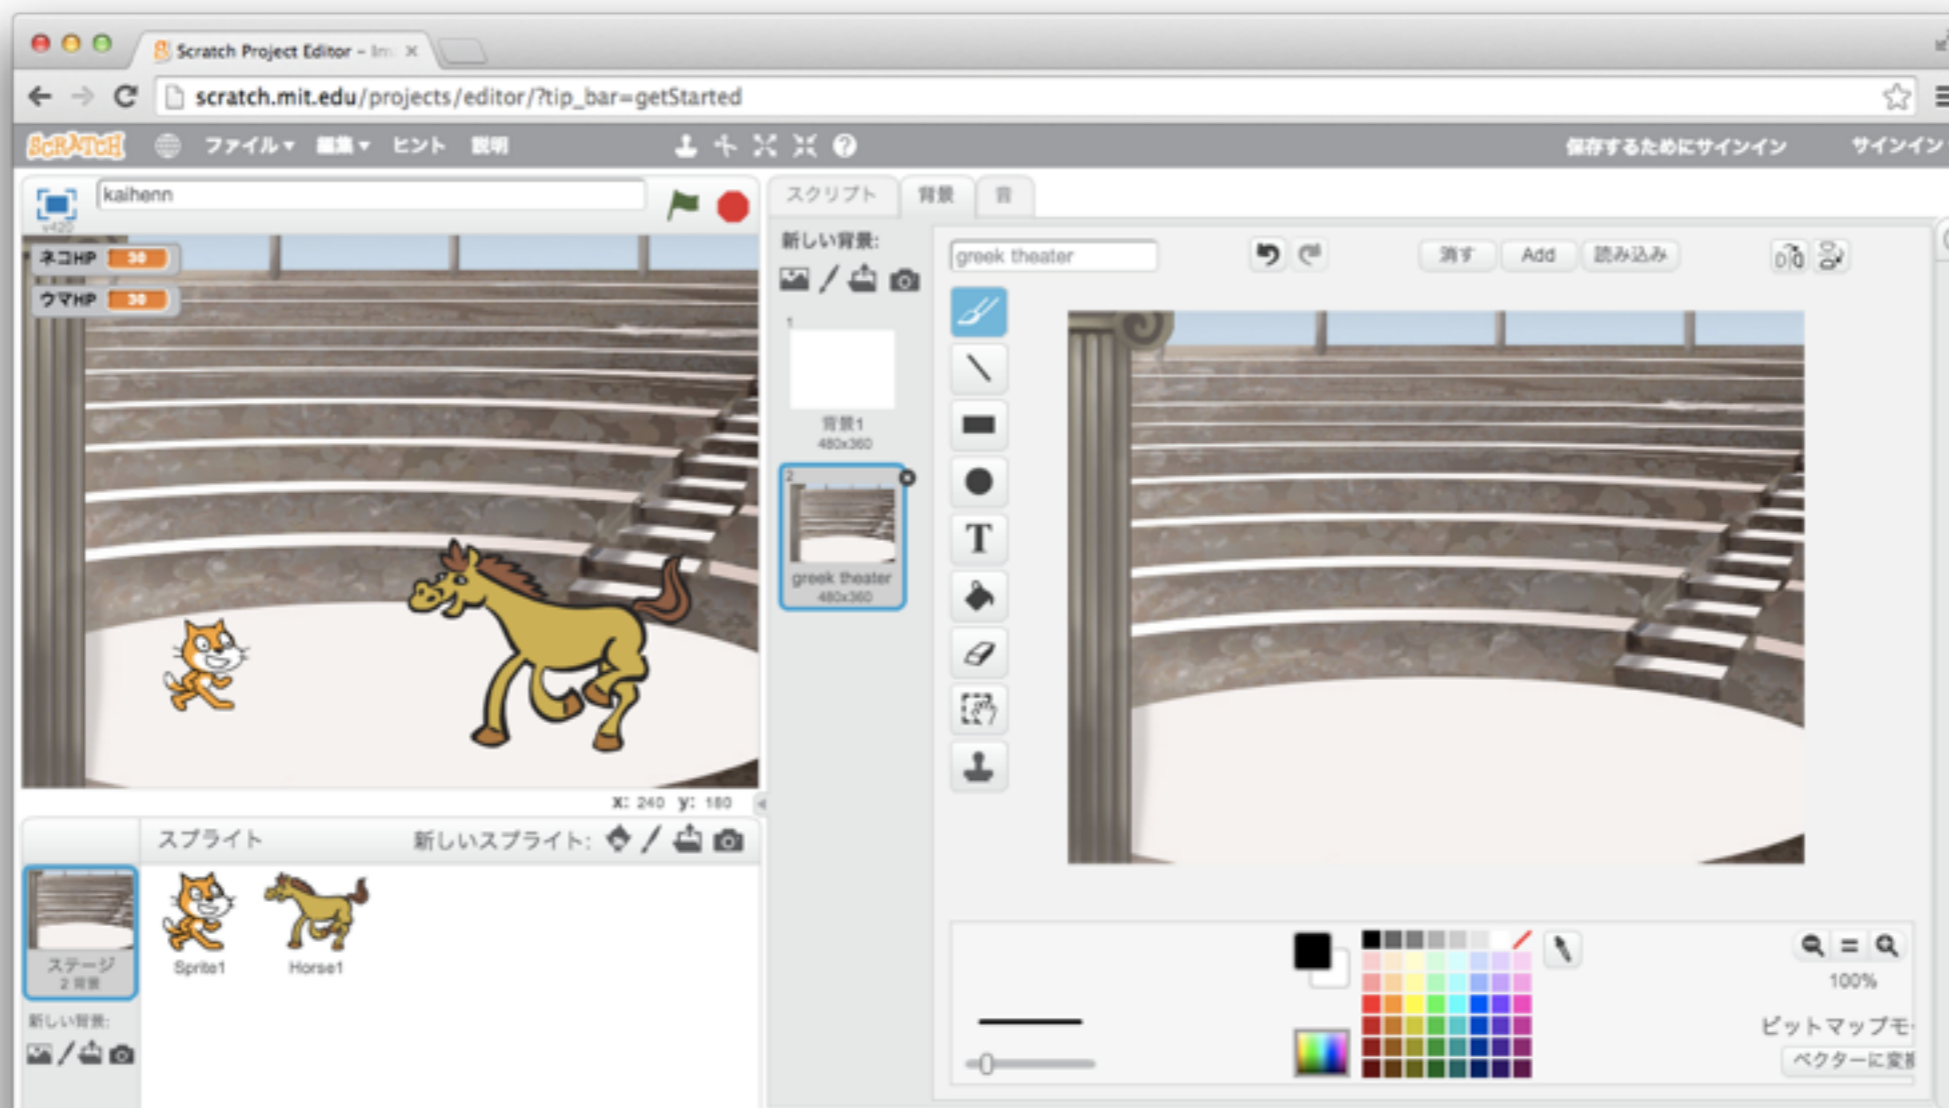 Scratch Project Editor – Im
scratch.mit.edu/projects/editor/?tip_bar=getStarted
SCRATCH ファイル 編集 ヒント 説明 保存するためにサインイン サインイン
kaihenn
v420
スクリプト 背景 音
ネコHP 30
ウマHP 30
新しい背景:
greek theater 消す Add 読み込み
1
背景1
480x360
2
greek theater
480x360
T
x: 240 y: 180
スプライト 新しいスプライト:
ステージ
2 背景
Sprite1
Horse1
新しい背景:
100%
ビットマップモ
ベクターに変換